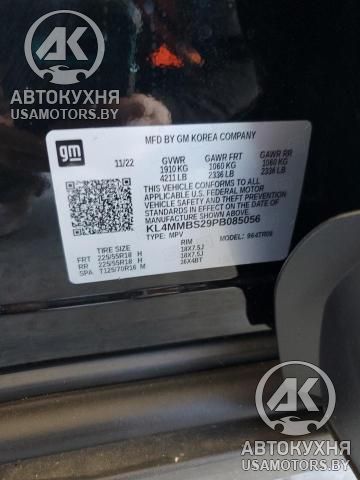 AK
АВТОКУХНЯ
USAMOTORS.BY
AK
АВТОКУХНЯ
USAMOTORS.BY
gm
MFD BY GM KOREA COMPANY
11/22 GVWR GAWR FRT GAWR RR
1910 KG 1060 KG 1060 KG
4211 LB 2336 LB 2336 LB
THIS VEHICLE CONFORMS TO ALL
APPLICABLE U.S. FEDERAL MOTOR
VEHICLE SAFETY AND
THEFT PREVENTION STANDARDS
IN EFFECT ON THE DATE OF
MANUFACTURE SHOWN ABOVE.
KL4MMBS29PB085056
TYPE: MPV MODEL:
TIRE SIZE RIM
FRT 225/55R18 H 18X7.5J
RR 225/55R18 H 18X7.5J
SPA T125/70R16 M 16X4BT
AK
АВТОКУХНЯ
USAMOTORS.BY